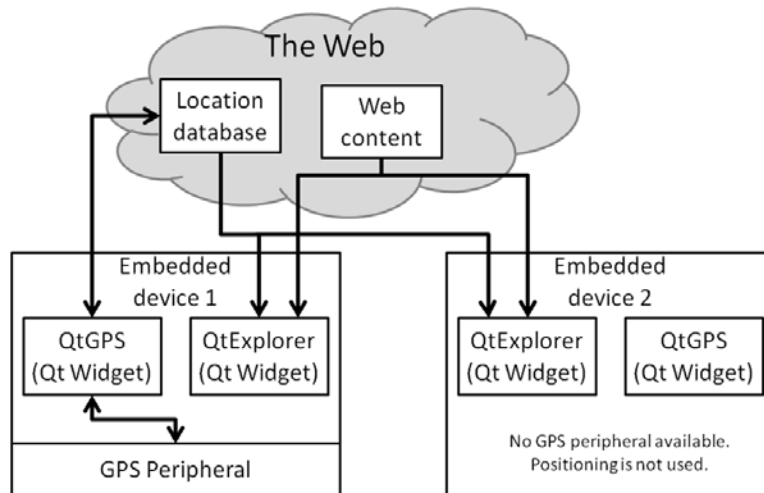 The Web
Location
database
Web
content
Embedded
device 1
QtGPS
(Qt Widget)
QtExplorer
(Qt Widget)
GPS Peripheral
Embedded
device 2
QtExplorer
(Qt Widget)
QtGPS
(Qt Widget)
No GPS peripheral available.
Positioning is not used.